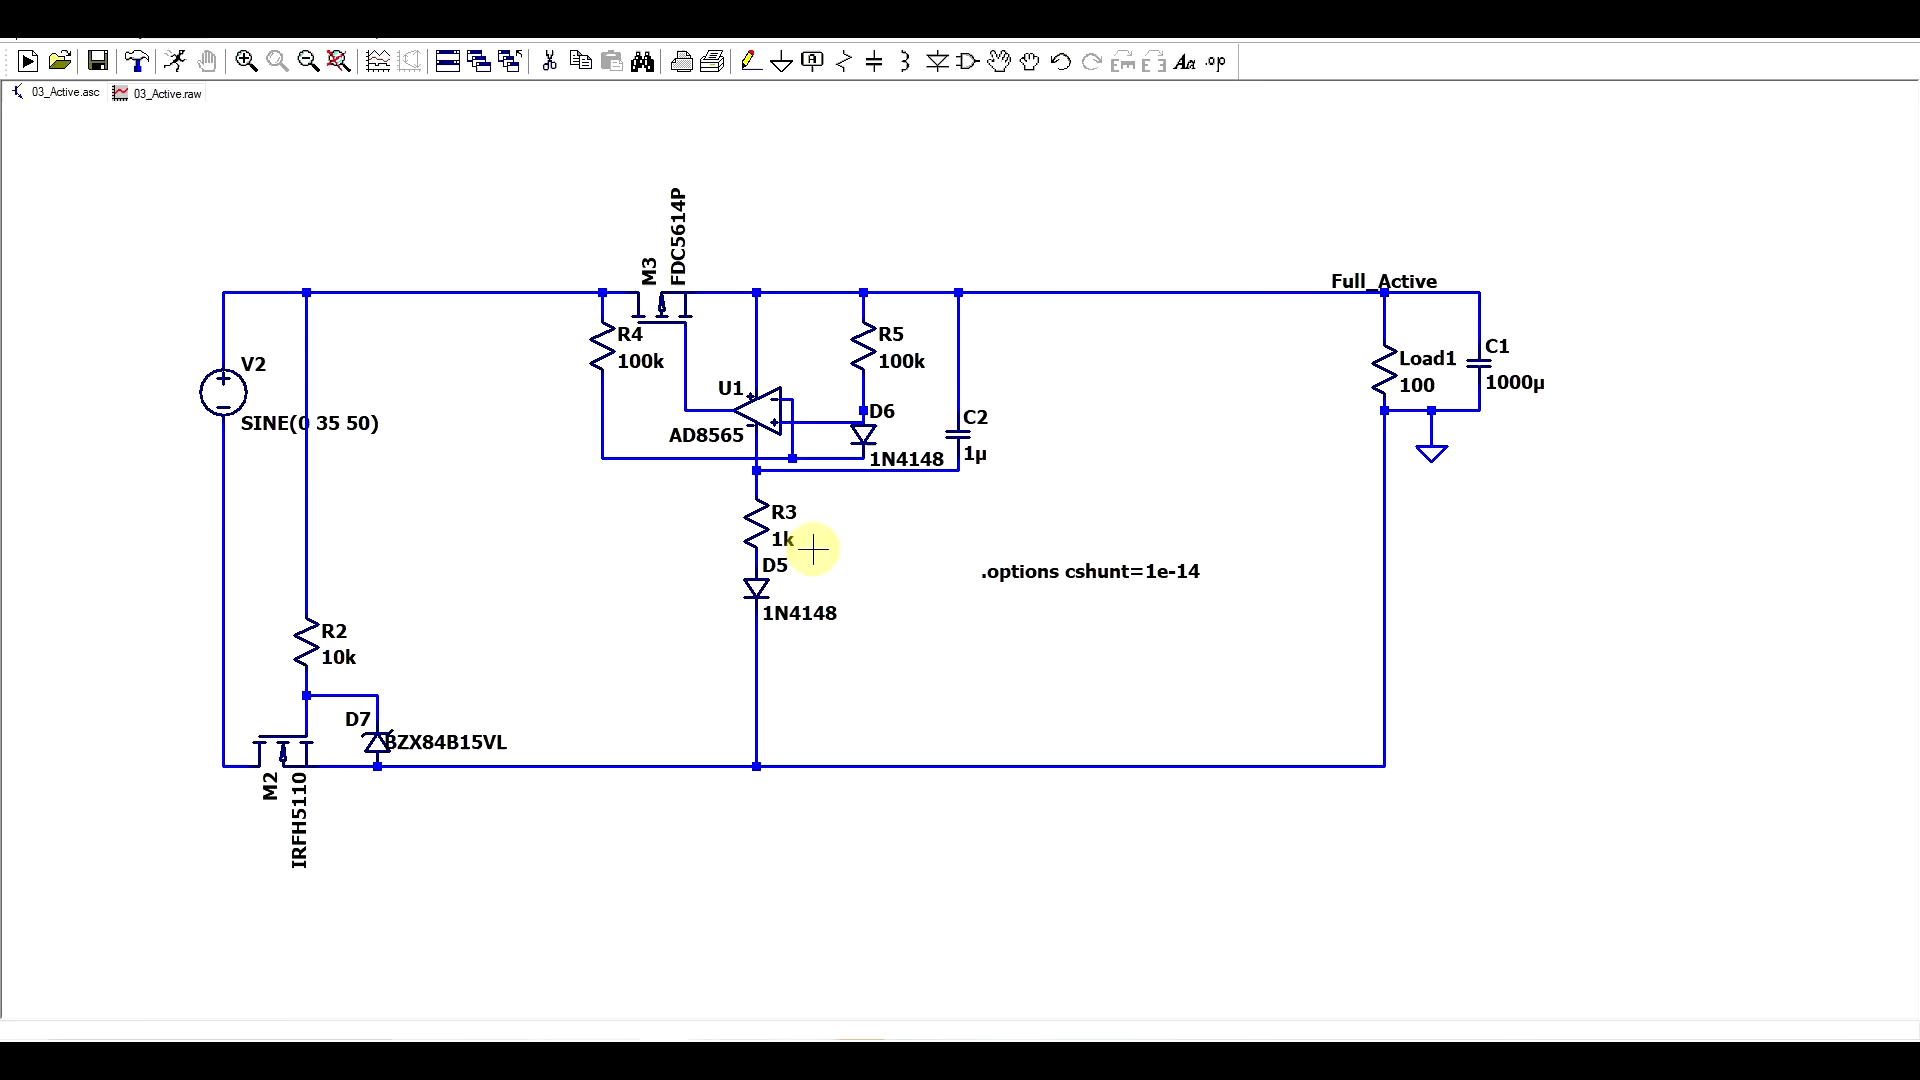 03_Active.asc
03_Active.raw
FDC5614P
M3
Full_Active
R4
100k
R5
100k
C1
1000µ
Load1
100
V2
SINE(0 35 50)
U1
AD8565
D6
1N4148
C2
1µ
R3
1k
D5
1N4148
.options cshunt=1e-14
R2
10k
D7
BZX84B15VL
M2
IRFH5110